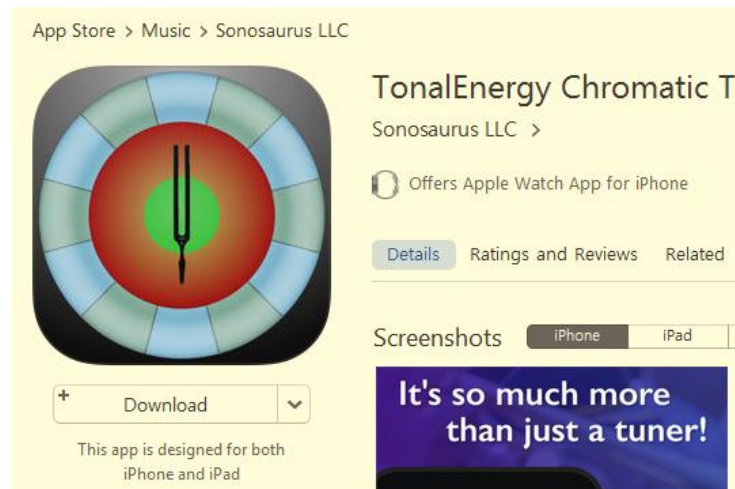 App Store > Music > Sonosaurus LLC
TonalEnergy Chromatic T
Sonosaurus LLC >
Offers Apple Watch App for iPhone
Details Ratings and Reviews Related
Screenshots iPhone iPad
It's so much more
than just a tuner!
+ Download
This app is designed for both
iPhone and iPad